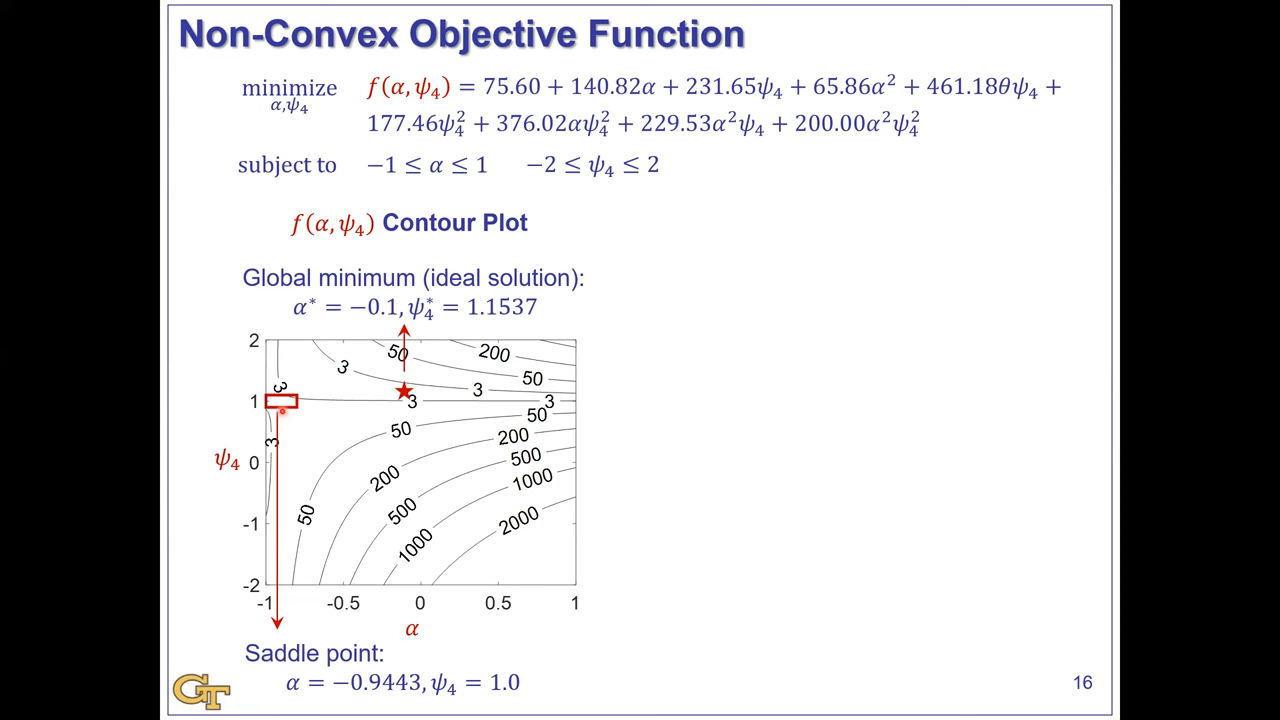 Non-Convex Objective Function
minimize f(α, ψ₄) = 75.60 + 140.82α + 231.65ψ₄ + 65.86α² + 461.18θψ₄ +
α,ψ₄
177.46ψ₄² + 376.02αψ₄² + 229.53α²ψ₄ + 200.00α²ψ₄²
subject to −1 ≤ α ≤ 1 −2 ≤ ψ₄ ≤ 2
f(α, ψ₄) Contour Plot
Global minimum (ideal solution):
α* = −0.1, ψ₄* = 1.1537
2
50
200
3
50
3
3
1
3
3
50
50
3
200
ψ₄
0
500
200
1000
500
50
-1
2000
1000
-2
-1
-0.5
0
0.5
1
α
Saddle point:
α = −0.9443, ψ₄ = 1.0
GT
16